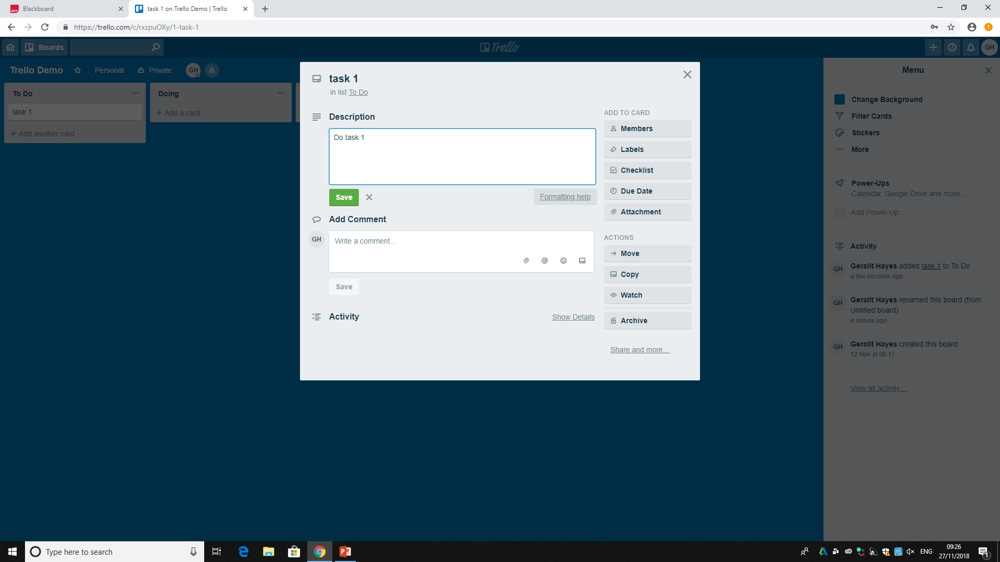 Blackboard
task 1 on Trello Demo | Trello
https://trello.com/c/rxzpuOXy/1-task-1
Boards
Trello
GH
Trello Demo
Personal
Private
GH
To Do
task 1
+ Add another card
Doing
+ Add a card
task 1
in list To Do
Description
Do task 1
Save
Formatting help
Add Comment
GH
Write a comment…
Save
Activity
Show Details
ADD TO CARD
Members
Labels
Checklist
Due Date
Attachment
ACTIONS
Move
Copy
Watch
Archive
Share and more…
Menu
Change Background
Filter Cards
Stickers
More
Power-Ups
Calendar, Google Drive and more...
Add Power-Up...
Activity
GH
Gerallt Hayes added task 1 to To Do
a few seconds ago
GH
Gerallt Hayes renamed this board (from
Untitled board)
a minute ago
GH
Gerallt Hayes created this board
12 Nov at 09:17
View all activity…
Type here to search
ENG
09:26
27/11/2018
1